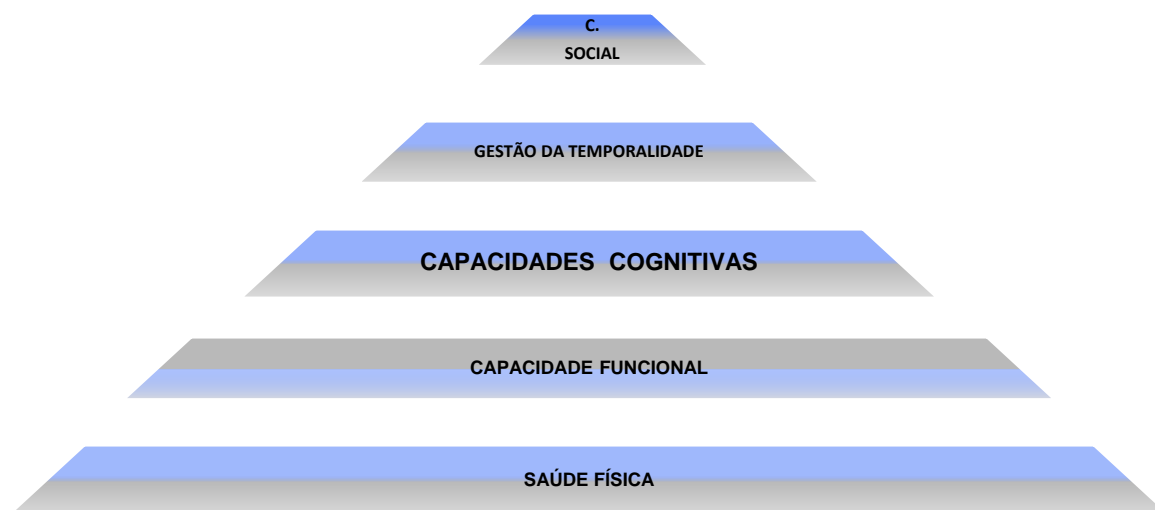 C.
SOCIAL
GESTÃO DA TEMPORALIDADE
CAPACIDADES COGNITIVAS
CAPACIDADE FUNCIONAL
SAÚDE FÍSICA